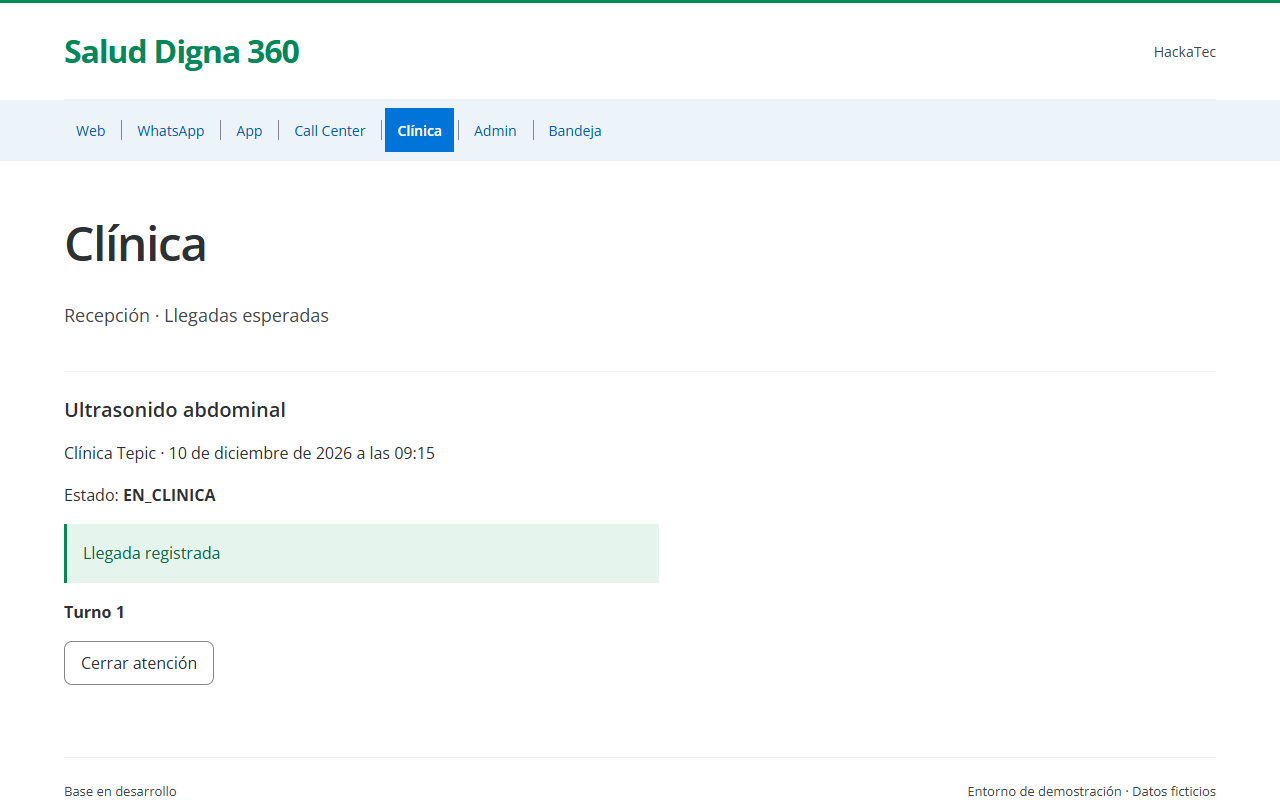 Salud Digna 360
HackaTec
Web
WhatsApp
App
Call Center
Clínica
Admin
Bandeja
Clínica
Recepción · Llegadas esperadas
Ultrasonido abdominal
Clínica Tepic · 10 de diciembre de 2026 a las 09:15
Estado: EN_CLINICA
Llegada registrada
Turno 1
Cerrar atención
Base en desarrollo
Entorno de demostración · Datos ficticios